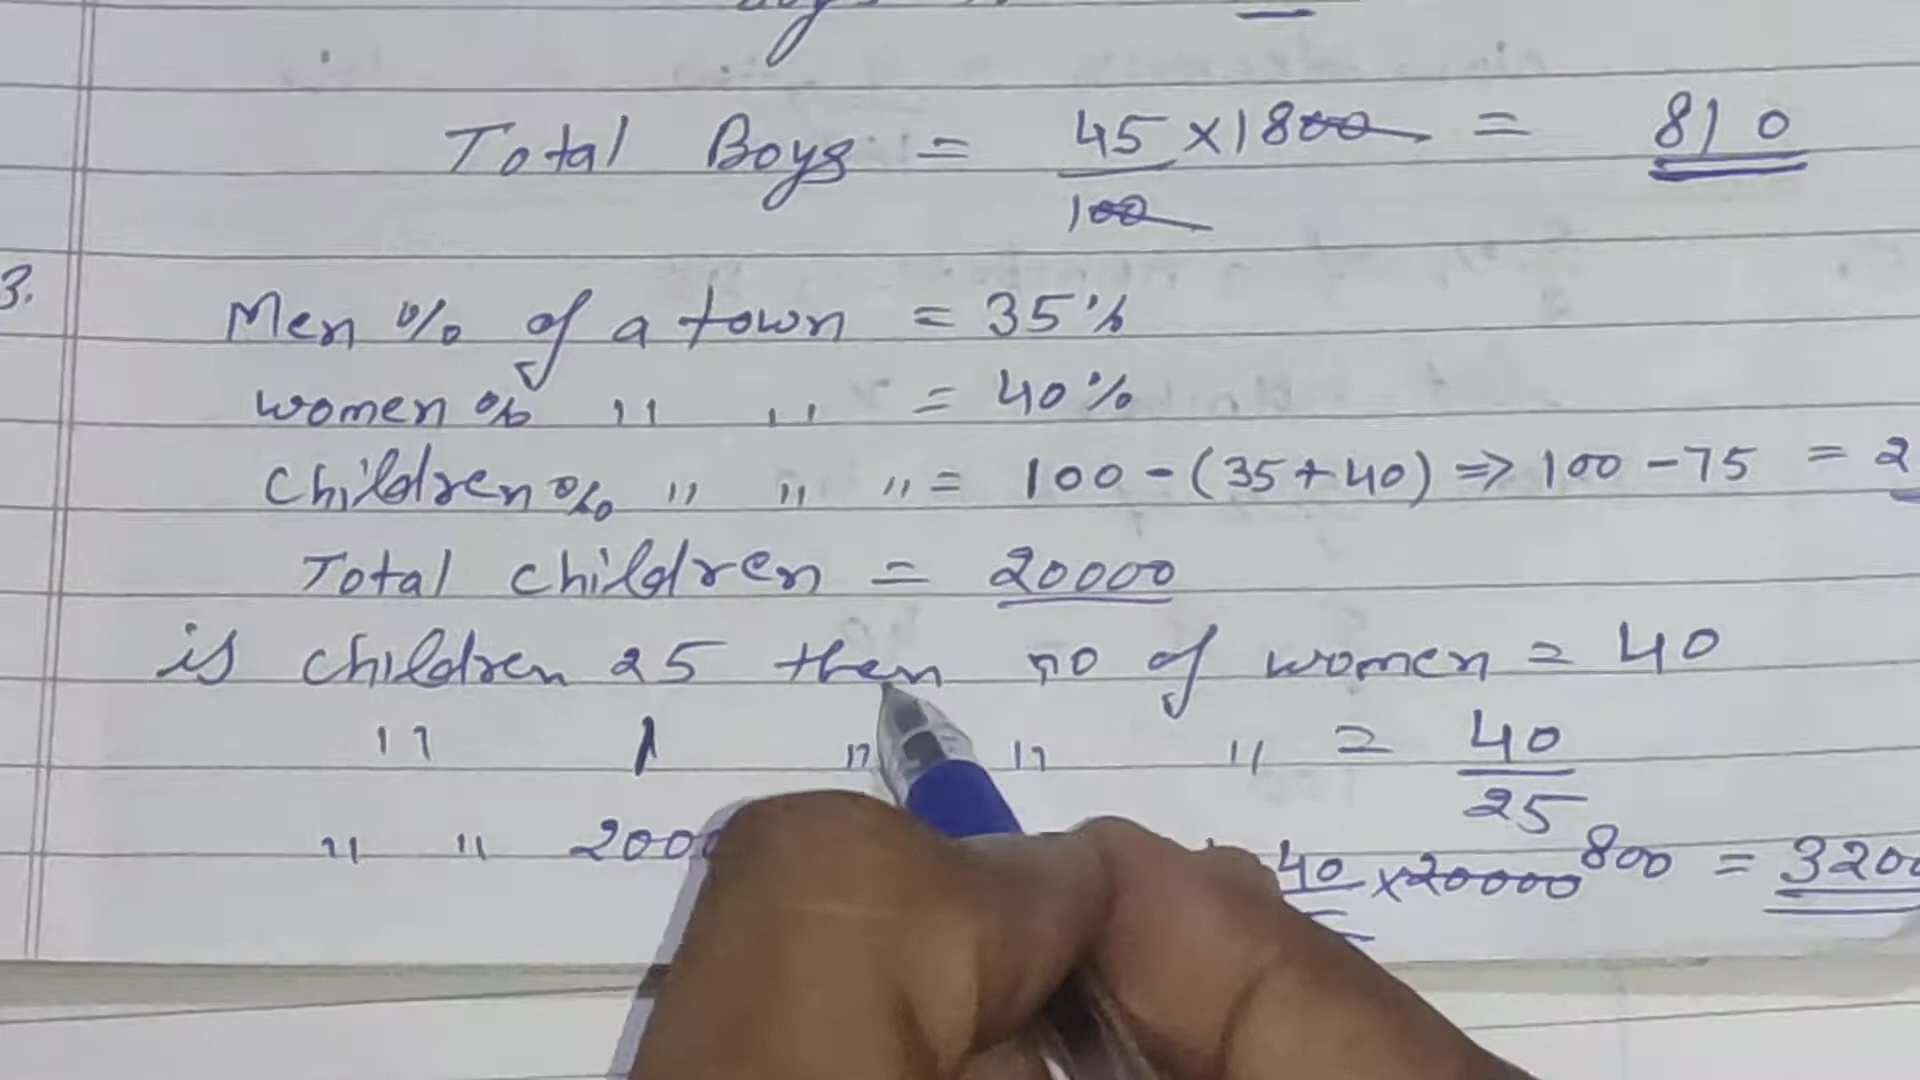 Total Boys = 45 × 1800 = 810
100
3.
Men % of a town = 35%
women % " " = 40%
Children % " " " = 100 - (35+40) ⇒ 100 - 75 = 2
Total children = 20000
is children 25 then no of women = 40
" 1 " " " = 40
25
" " 2000 40 × 20000 800 = 3200